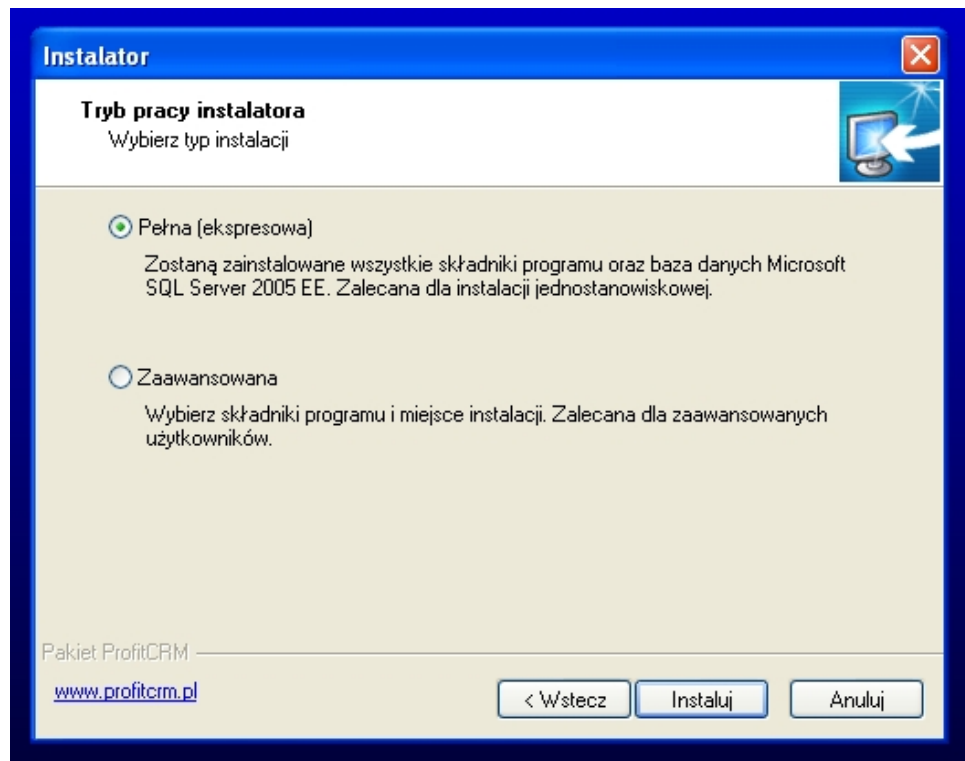 Instalator
Tryb pracy instalatora
Wybierz typ instalacji
Pełna (ekspresowa)
Zostaną zainstalowane wszystkie składniki programu oraz baza danych Microsoft
SQL Server 2005 EE. Zalecana dla instalacji jednostanowiskowej.
Zaawansowana
Wybierz składniki programu i miejsce instalacji. Zalecana dla zaawansowanych
użytkowników.
Pakiet ProfitCRM
www.profitcrm.pl
< Wstecz
Instaluj
Anuluj